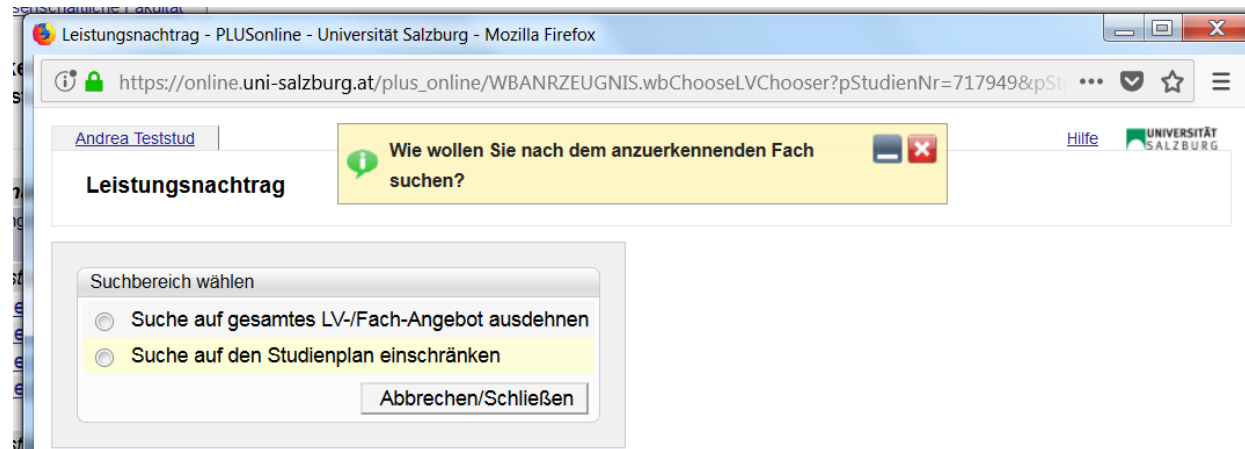 senschaftliche Fakultät
Leistungsnachtrag - PLUSonline - Universität Salzburg - Mozilla Firefox
https://online.uni-salzburg.at/plus_online/WBANRZEUGNIS.wbChooseLVChooser?pStudienNr=717949&pSt
Andrea Teststud
Wie wollen Sie nach dem anzuerkennenden Fach
suchen?
Hilfe
UNIVERSITÄT
SALZBURG
Leistungsnachtrag
Suchbereich wählen
Suche auf gesamtes LV-/Fach-Angebot ausdehnen
Suche auf den Studienplan einschränken
Abbrechen/Schließen